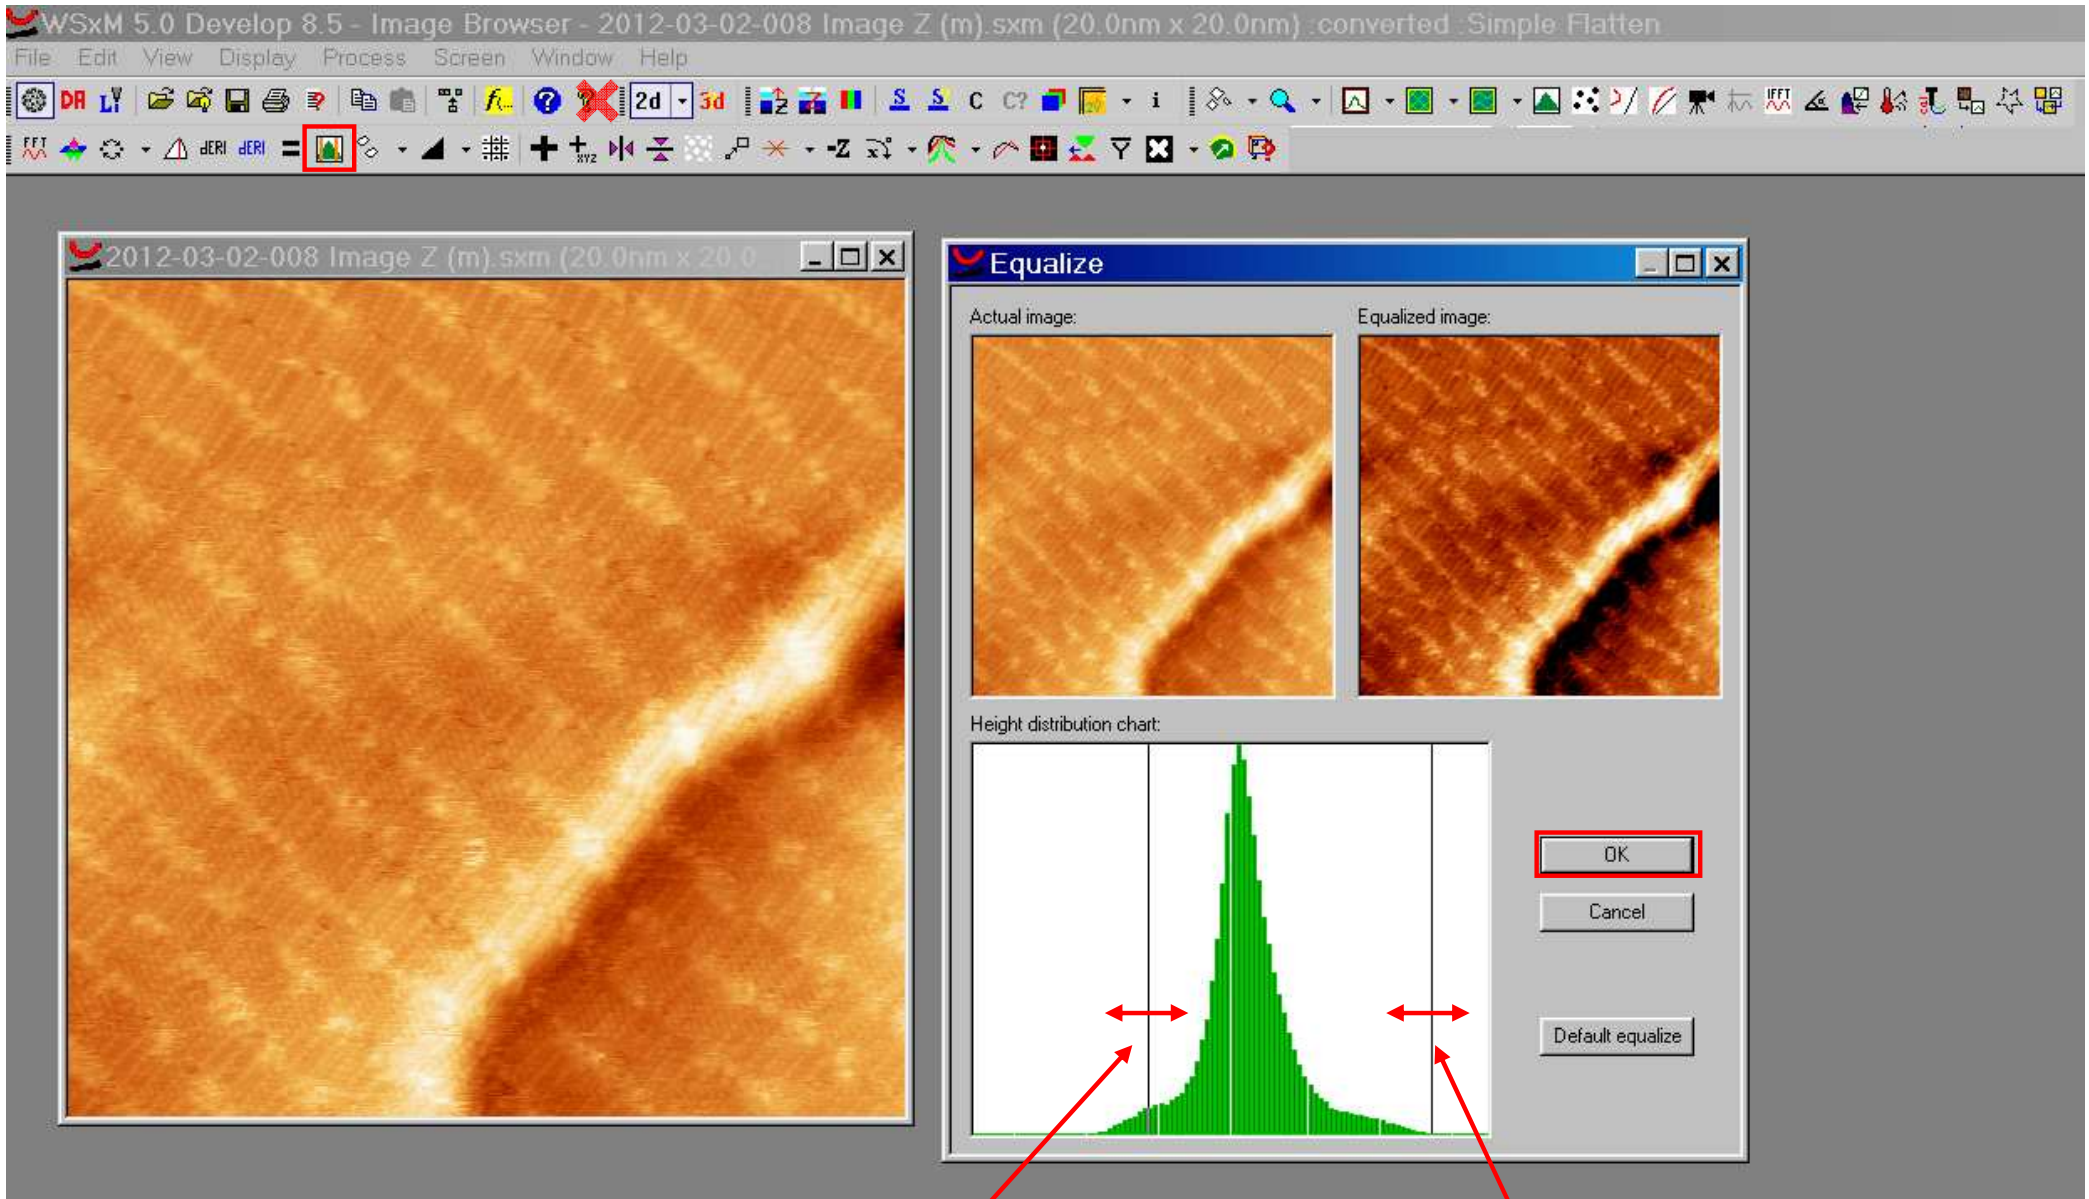 WSxM 5.0 Develop 8.5 - Image Browser - 2012-03-02-008 Image Z (m).sxm (20.0nm x 20.0nm) :converted :Simple Flatten
File Edit View Display Process Screen Window Help
DA LI 2d 3d S S C C? i IFFT
FFT dERI dERI xyz -Z
2012-03-02-008 Image Z (m).sxm (20.0nm x 20.0
Equalize
Actual image: Equalized image:
Height distribution chart:
OK
Cancel
Default equalize